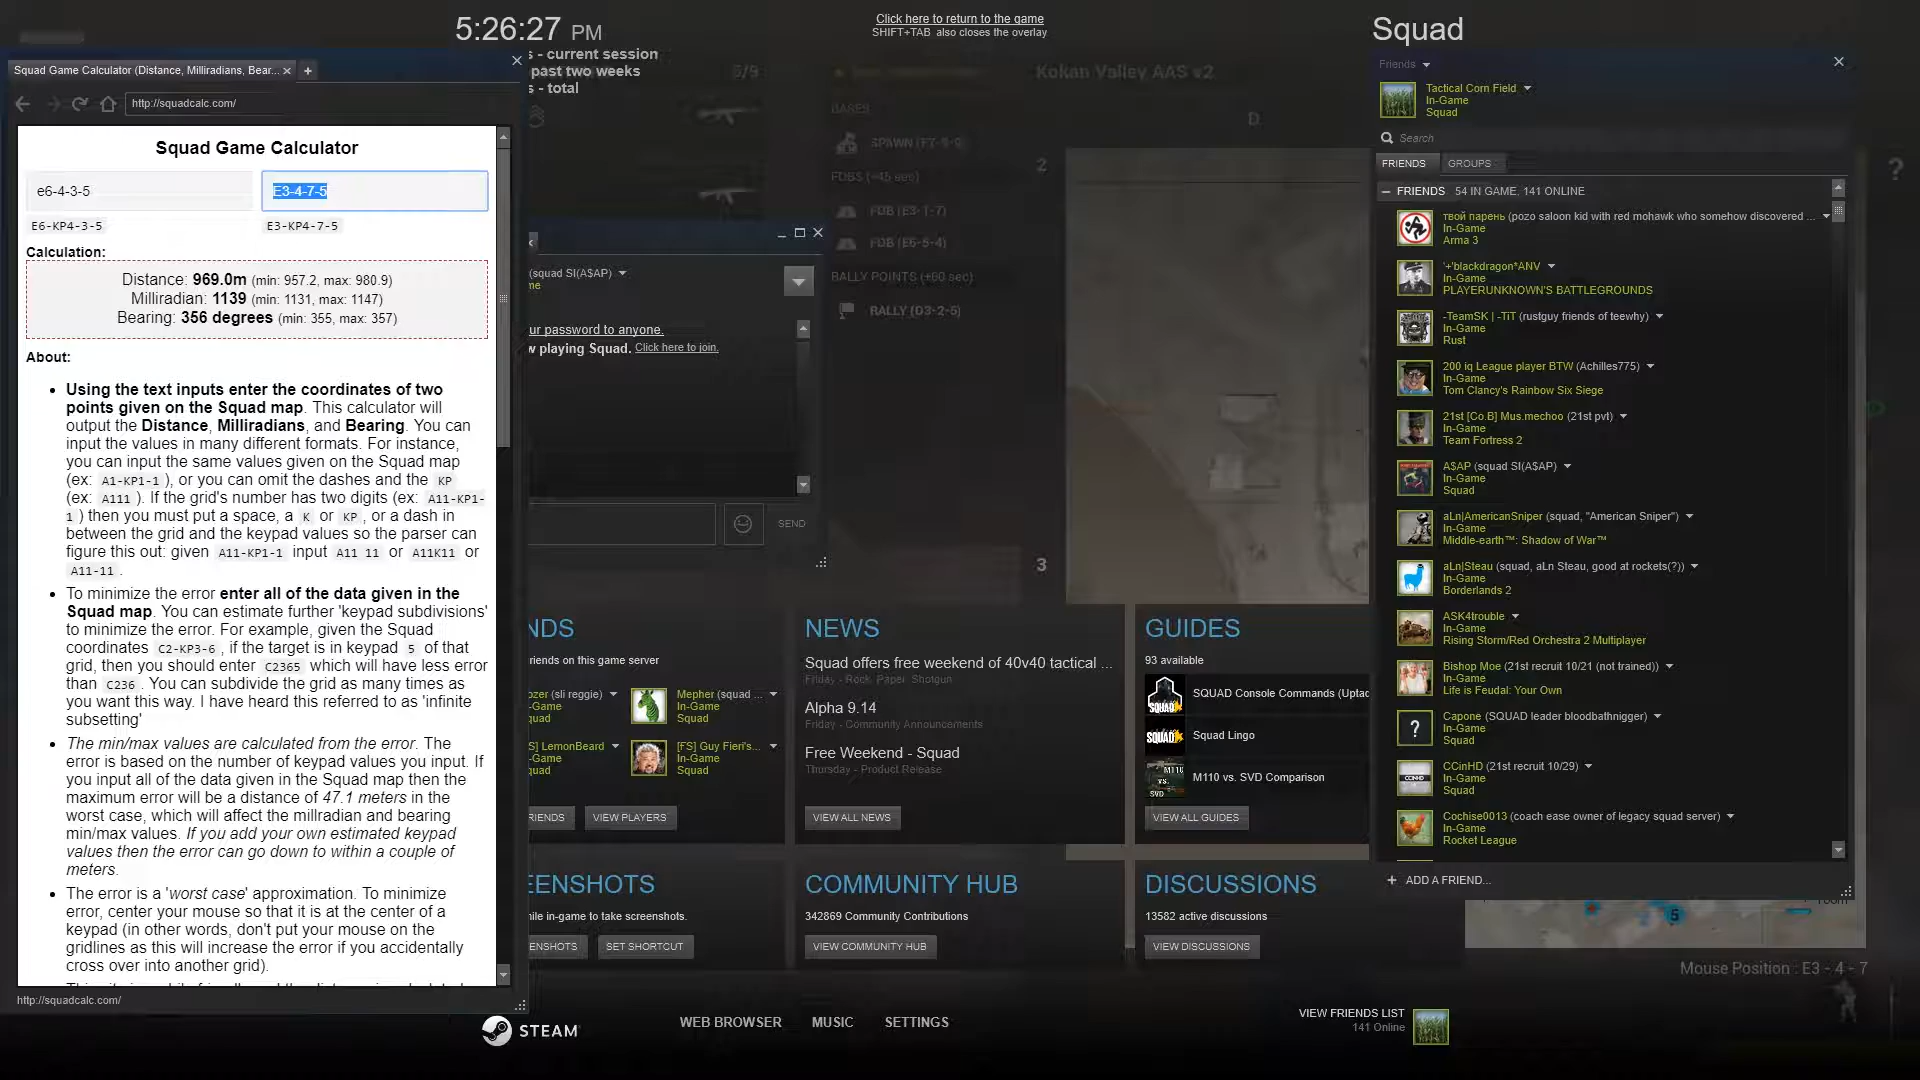 5:26:27 PM
Click here to return to the game
SHIFT+TAB also closes the overlay
Squad
Squad Game Calculator (Distance, Milliradians, Bear...
http://squadcalc.com/
Squad Game Calculator
e6-4-3-5
E3-4-7-5
E6-KP4-3-5
E3-KP4-7-5
Calculation:
Distance: 969.0m (min: 957.2, max: 980.9)
Milliradian: 1139 (min: 1131, max: 1147)
Bearing: 356 degrees (min: 355, max: 357)
About:
Using the text inputs enter the coordinates of two
points given on the Squad map. This calculator will
output the Distance, Milliradians, and Bearing. You can
input the values in many different formats. For instance,
you can input the same values given on the Squad map
(ex: A1-KP1-1 ), or you can omit the dashes and the KP
(ex: A111 ). If the grid's number has two digits (ex: A11-KP1-
1 ) then you must put a space, a K or KP , or a dash in
between the grid and the keypad values so the parser can
figure this out: given A11-KP1-1 input A11 11 or A11K11 or
A11-11 .
To minimize the error enter all of the data given in the
Squad map. You can estimate further 'keypad subdivisions'
to minimize the error. For example, given the Squad
coordinates C2-KP3-6 , if the target is in keypad 5 of that
grid, then you should enter C2365 which will have less error
than C236 . You can subdivide the grid as many times as
you want this way. I have heard this referred to as 'infinite
subsetting'
The min/max values are calculated from the error. The
error is based on the number of keypad values you input. If
you input all of the data given in the Squad map then the
maximum error will be a distance of 47.1 meters in the
worst case, which will affect the millradian and bearing
min/max values. If you add your own estimated keypad
values then the error can go down to within a couple of
meters.
The error is a 'worst case' approximation. To minimize
error, center your mouse so that it is at the center of a
keypad (in other words, don't put your mouse on the
gridlines as this will increase the error if you accidentally
cross over into another grid).
http://squadcalc.com/
s - current session
past two weeks
s - total
5/9
Kokan Valley AAS v2
BASES
SPAWN (F7-9-9)
FOBS (+45 sec)
FOB (E3-1-7)
FOB (E6-5-4)
RALLY POINTS (+60 sec)
RALLY (D3-2-5)
D
2
3
(squad SI(A$AP)
me
ur password to anyone.
w playing Squad. Click here to join.
SEND
NDS
riends on this game server
ozer (sli reggie)
-Game
quad
Mepher (squad ...
In-Game
Squad
S] LemonBeard
-Game
quad
[FS] Guy Fieri's...
In-Game
Squad
RIENDS
VIEW PLAYERS
NEWS
Squad offers free weekend of 40v40 tactical ...
Friday - Rock, Paper, Shotgun
Alpha 9.14
Friday - Community Announcements
Free Weekend - Squad
Thursday - Product Release
VIEW ALL NEWS
GUIDES
93 available
SQUAD
SQUAD Console Commands (Updat
SQUAD
Squad Lingo
M110
VS.
SVD
M110 vs. SVD Comparison
VIEW ALL GUIDES
EENSHOTS
hile in-game to take screenshots.
ENSHOTS
SET SHORTCUT
COMMUNITY HUB
342869 Community Contributions
VIEW COMMUNITY HUB
DISCUSSIONS
13582 active discussions
VIEW DISCUSSIONS
Friends
Tactical Corn Field
In-Game
Squad
Search
FRIENDS
GROUPS
FRIENDS 54 IN GAME, 141 ONLINE
твой парень (pozo saloon kid with red mohawk who somehow discovered ...
In-Game
Arma 3
'+'blackdragon*ANV
In-Game
PLAYERUNKNOWN'S BATTLEGROUNDS
-TeamSK | -TiT (rustguy friends of teewhy)
In-Game
Rust
200 iq League player BTW (Achilles775)
In-Game
Tom Clancy's Rainbow Six Siege
21st [Co.B] Mus.mechoo (21st pvt)
In-Game
Team Fortress 2
A$AP (squad SI(A$AP)
In-Game
Squad
aLn|AmericanSniper (squad, "American Sniper")
In-Game
Middle-earth™: Shadow of War™
aLn|Steau (squad, aLn Steau, good at rockets(?))
In-Game
Borderlands 2
ASK4trouble
In-Game
Rising Storm/Red Orchestra 2 Multiplayer
Bishop Moe (21st recruit 10/21 (not trained))
In-Game
Life is Feudal: Your Own
?
Capone (SQUAD leader bloodbathnigger)
In-Game
Squad
CCinHD
CCinHD (21st recruit 10/29)
In-Game
Squad
Cochise0013 (coach ease owner of legacy squad server)
In-Game
Rocket League
ADD A FRIEND...
?
5
Mouse Position : E3 - 4 - 7
STEAM
WEB BROWSER
MUSIC
SETTINGS
VIEW FRIENDS LIST
141 Online